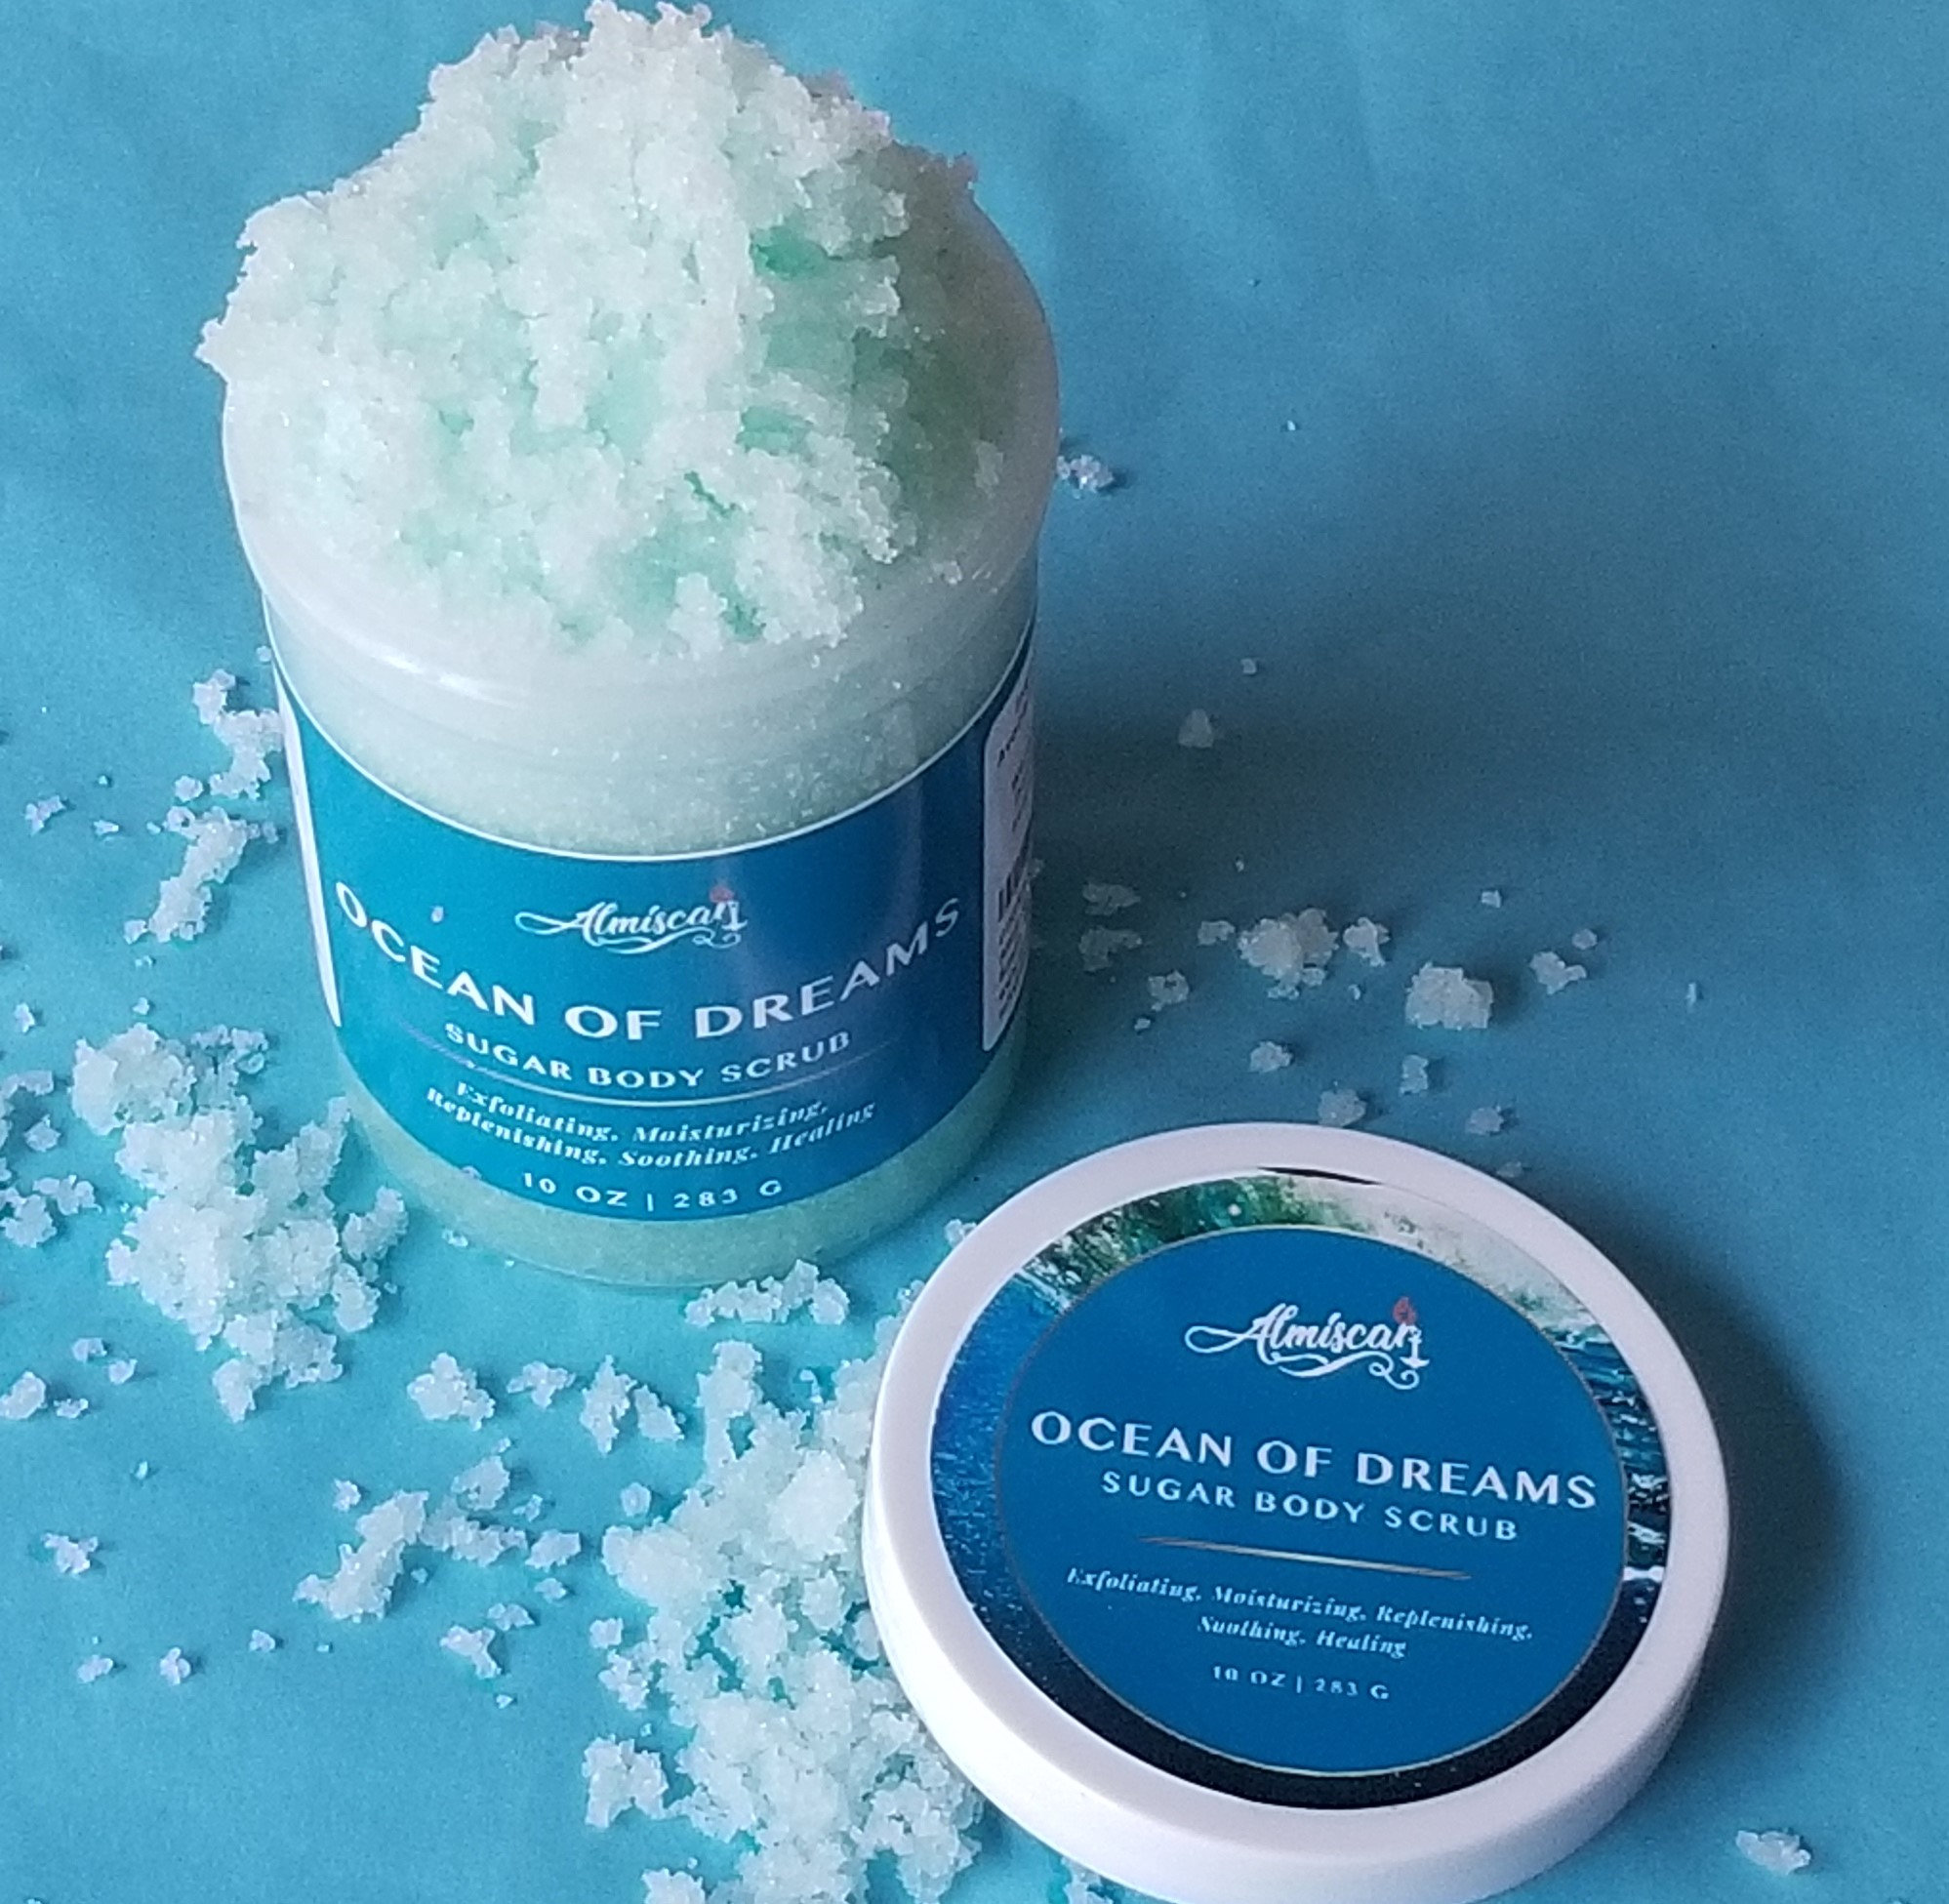 Almiscar
OCEAN OF DREAMS
SUGAR BODY SCRUB
Exfoliating, Moisturizing,
Replenishing, Soothing, Healing
10 OZ | 283 G
Almiscar
OCEAN OF DREAMS
SUGAR BODY SCRUB
Exfoliating, Moisturizing, Replenishing,
Soothing, Healing
10 OZ | 283 G